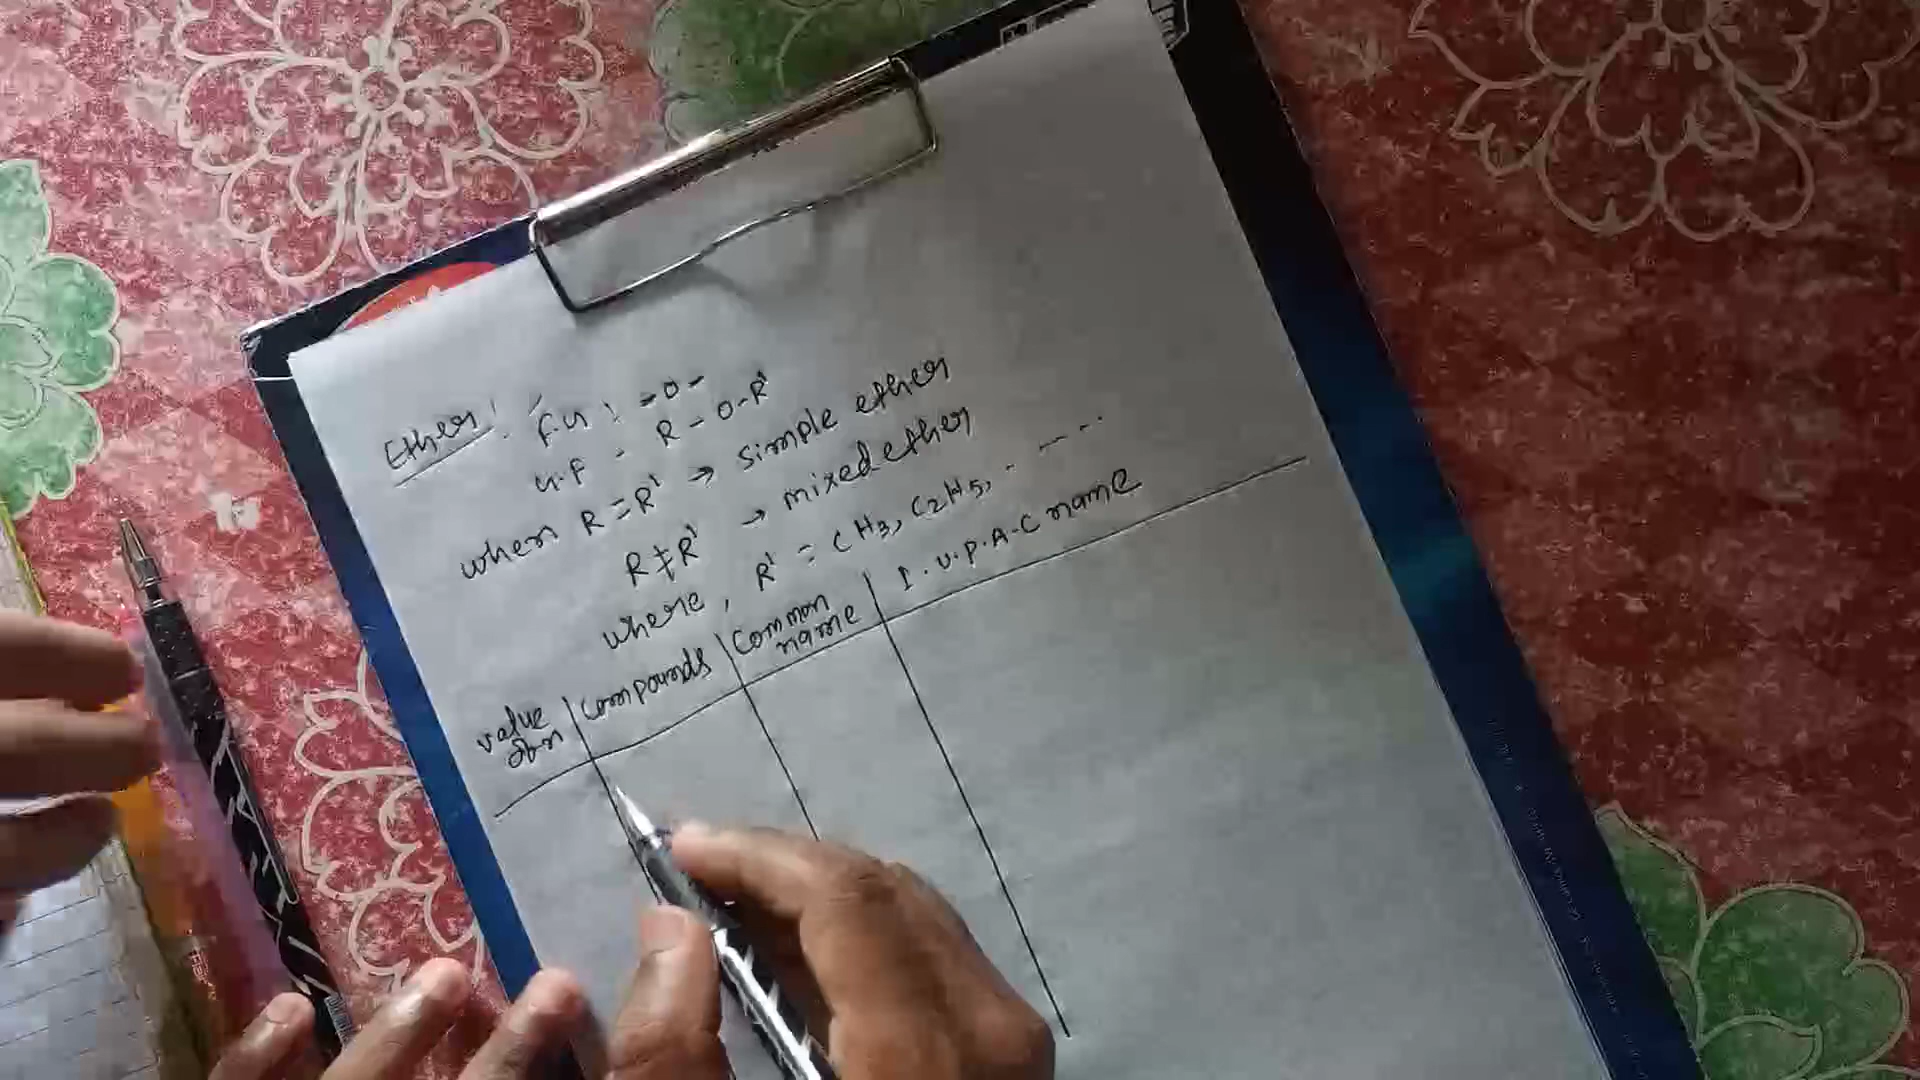 Ether: F.G: -O-
G.F - R-O-R'
when R=R' → simple ether
R≠R' → mixed ether
where, R' = CH3, C2H5, - - - - -
value of n | Compounds | Common name | I.U.P.A.C name